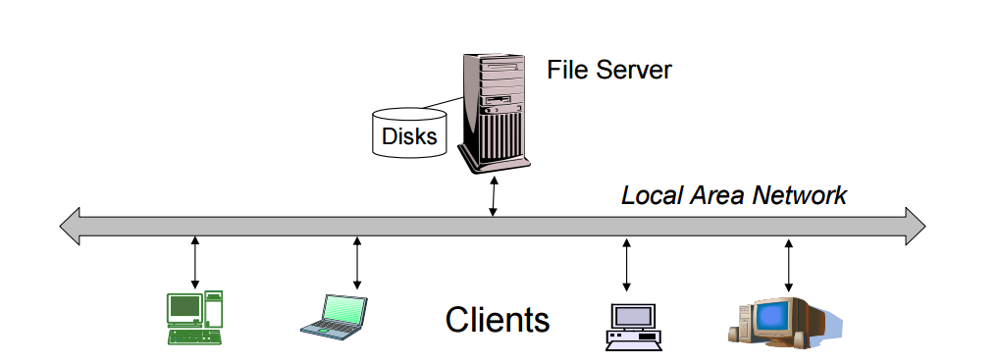 File Server
Disks
Local Area Network
Clients